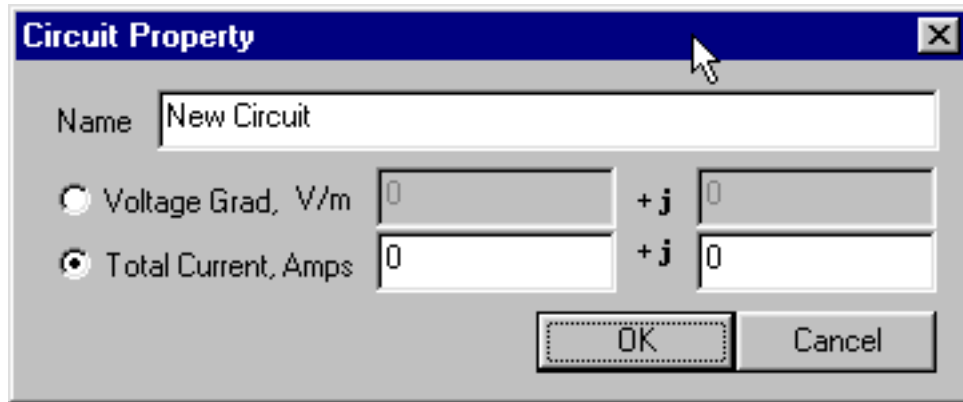 Circuit Property
Name New Circuit
Voltage Grad, V/m 0 + j 0
Total Current, Amps 0 + j 0
OK Cancel